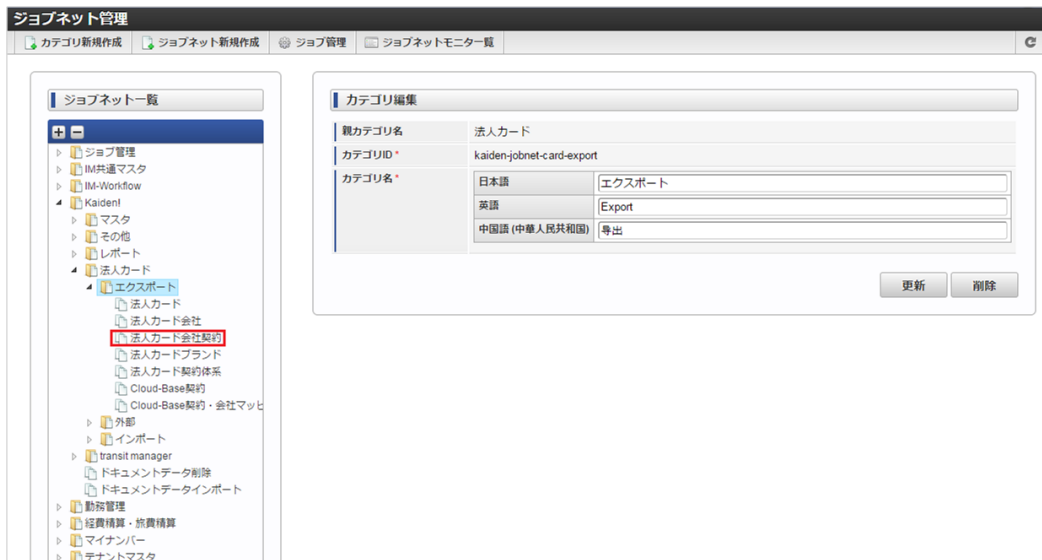 ジョブネット管理
カテゴリ新規作成 ジョブネット新規作成 ジョブ管理 ジョブネットモニター覧
ジョブネット一覧
ジョブ管理
IM共通マスタ
IM-Workflow
Kaiden!
マスタ
その他
レポート
法人カード
エクスポート
法人カード
法人カード会社
法人カード会社契約
法人カードブランド
法人カード契約体系
Cloud-Base契約
Cloud-Base契約・会社マッピ
外部
インポート
transit manager
ドキュメントデータ削除
ドキュメントデータインポート
勤務管理
経費精算・旅費精算
マイナンバー
テナントマスタ
カテゴリ編集
親カテゴリ名 法人カード
カテゴリID * kaiden-jobnet-card-export
カテゴリ名 * 日本語 エクスポート
英語 Export
中国語 (中華人民共和国) 导出
更新 削除